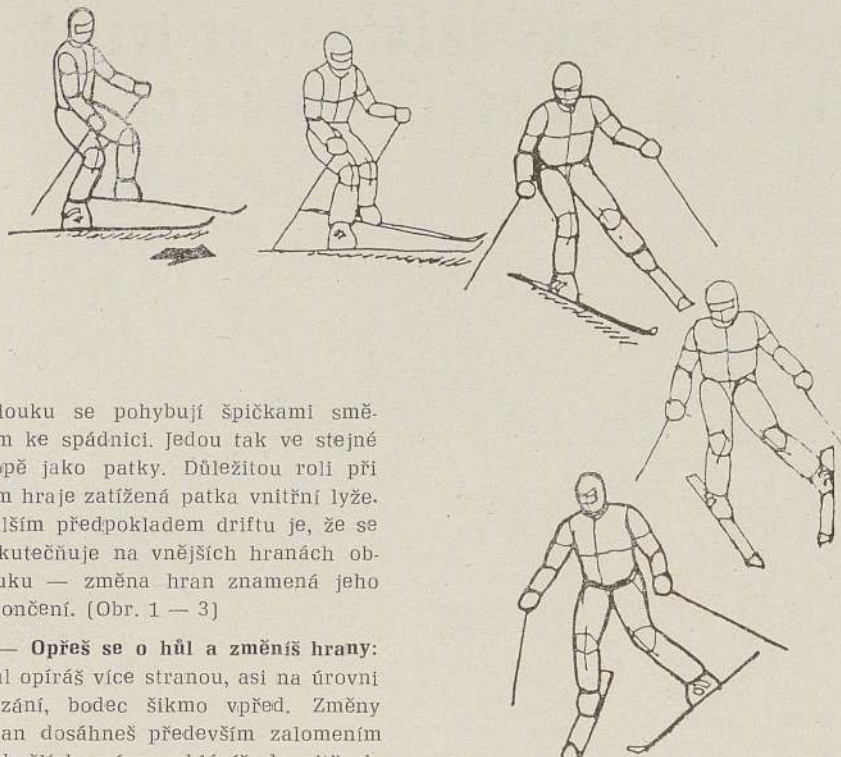 louku se pohybují špičkami smě-
m ke spádnici. Jedou tak ve stejné
pě jako patky. Důležitou roli při
m hraje zatížená patka vnitřní lyže.
lším předpokladem driftu je, že se
kutečňuje na vnějších hranách ob-
uku — změna hran znamená jeho
ončení. (Obr. 1 — 3)
— Opřeš se o hůl a změníš hrany:
ůl opíráš více stranou, asi na úrovni
zání, bodec šikmo vpřed. Změny
an dosáhneš především zalomením